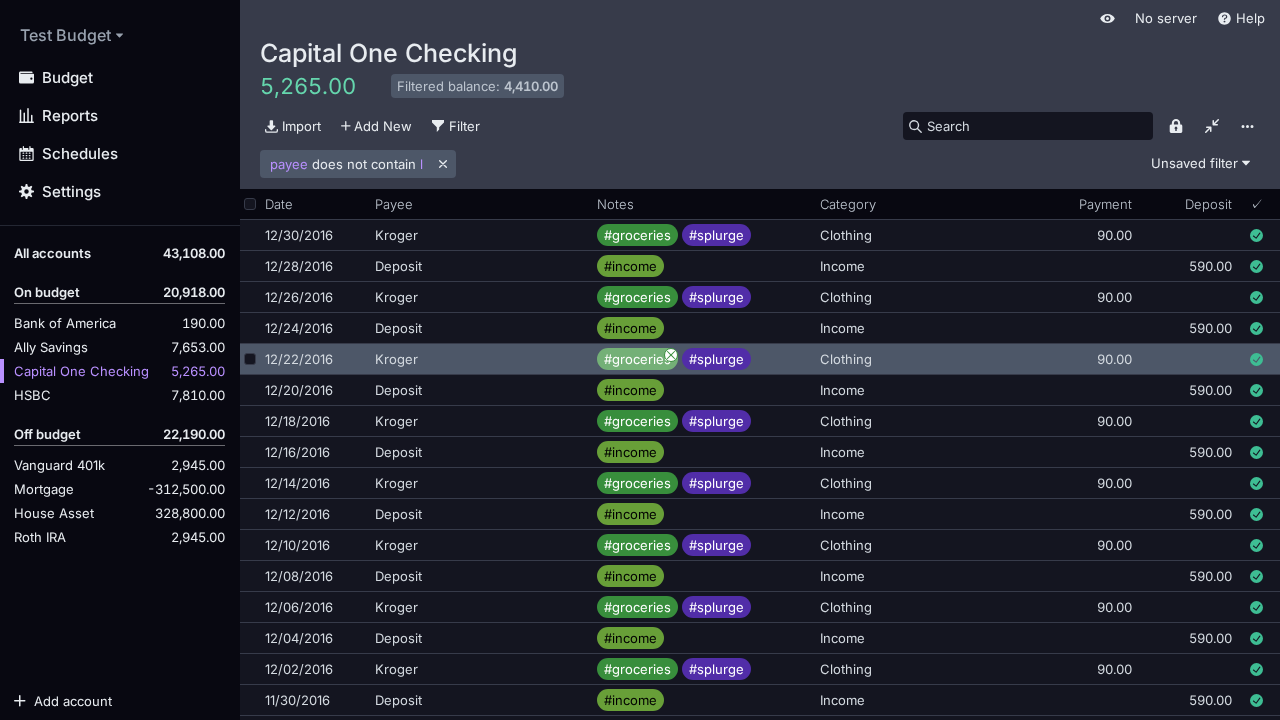 Test Budget
Budget
Reports
Schedules
Settings
All accounts 43,108.00
On budget 20,918.00
Bank of America 190.00
Ally Savings 7,653.00
Capital One Checking 5,265.00
HSBC 7,810.00
Off budget 22,190.00
Vanguard 401k 2,945.00
Mortgage -312,500.00
House Asset 328,800.00
Roth IRA 2,945.00
Add account
No server Help
Capital One Checking
5,265.00 Filtered balance: 4,410.00
Import Add New Filter Search
payee does not contain Unsaved filter
Date Payee Notes Category Payment Deposit ✓
12/30/2016 Kroger #groceries #splurge Clothing 90.00
12/28/2016 Deposit #income Income 590.00
12/26/2016 Kroger #groceries #splurge Clothing 90.00
12/24/2016 Deposit #income Income 590.00
12/22/2016 Kroger #groceries #splurge Clothing 90.00
12/20/2016 Deposit #income Income 590.00
12/18/2016 Kroger #groceries #splurge Clothing 90.00
12/16/2016 Deposit #income Income 590.00
12/14/2016 Kroger #groceries #splurge Clothing 90.00
12/12/2016 Deposit #income Income 590.00
12/10/2016 Kroger #groceries #splurge Clothing 90.00
12/08/2016 Deposit #income Income 590.00
12/06/2016 Kroger #groceries #splurge Clothing 90.00
12/04/2016 Deposit #income Income 590.00
12/02/2016 Kroger #groceries #splurge Clothing 90.00
11/30/2016 Deposit #income Income 590.00